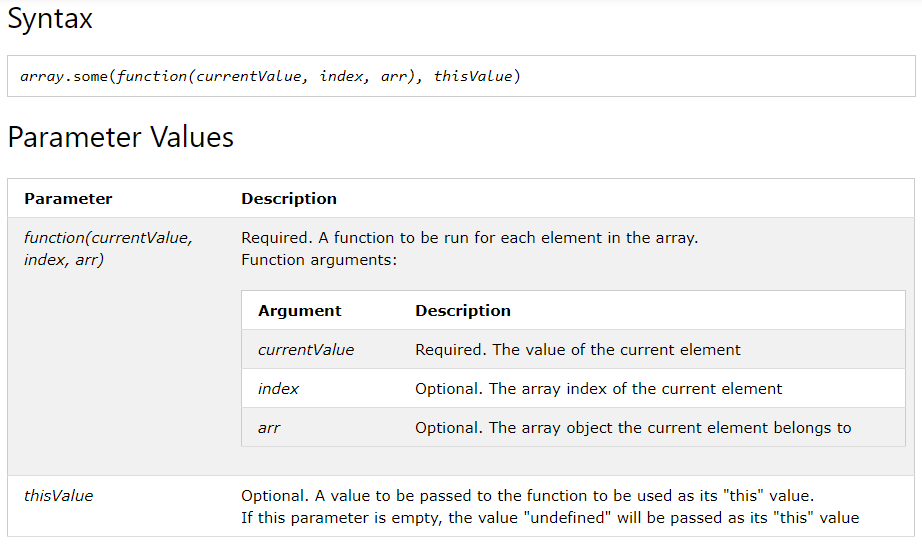 Syntax
array.some(function(currentValue, index, arr), thisValue)
Parameter Values
Parameter Description
function(currentValue, index, arr) Required. A function to be run for each element in the array.
Function arguments:
Argument Description
currentValue Required. The value of the current element
index Optional. The array index of the current element
arr Optional. The array object the current element belongs to
thisValue Optional. A value to be passed to the function to be used as its "this" value.
If this parameter is empty, the value "undefined" will be passed as its "this" value